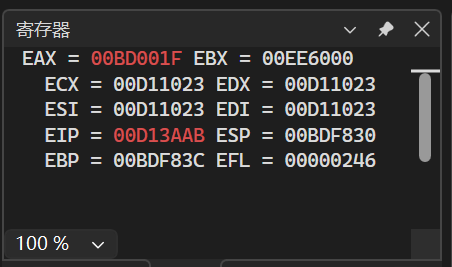 寄存器
EAX = 00BD001F EBX = 00EE6000
ECX = 00D11023 EDX = 00D11023
ESI = 00D11023 EDI = 00D11023
EIP = 00D13AAB ESP = 00BDF830
EBP = 00BDF83C EFL = 00000246
100 %